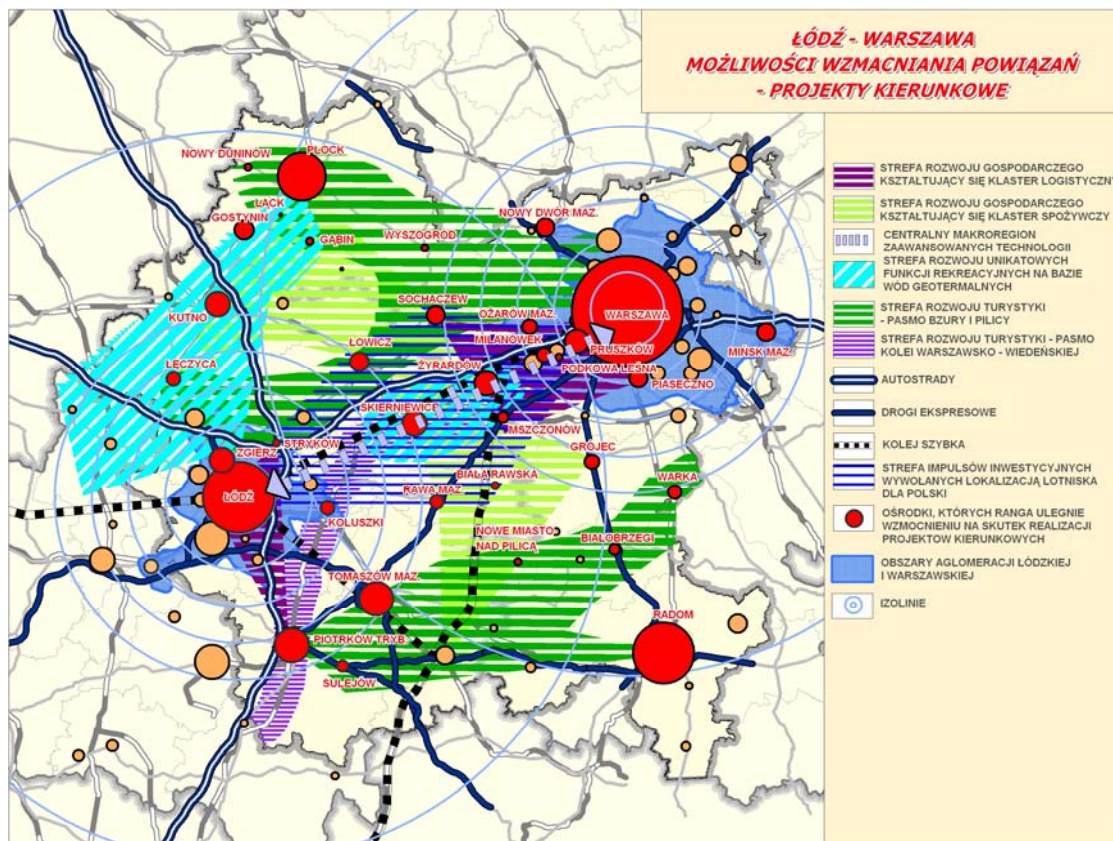 ŁÓDŹ - WARSZAWA
MOŻLIWOŚCI WZMACNIANIA POWIĄZAŃ
- PROJEKTY KIERUNKOWE
STREFA ROZWOJU GOSPODARCZEGO
KSZTAŁTUJĄCY SIĘ KLASTER LOGISTYCZNY
STREFA ROZWOJU GOSPODARCZEGO
KSZTAŁTUJĄCY SIĘ KLASTER SPOŻYWCZY
CENTRALNY MAKROREGION
ZAAWANSOWANYCH TECHNOLOGII
STREFA ROZWOJU UNIKATOWYCH
FUNKCJI REKREACYJNYCH NA BAZIE
WÓD GEOTERMALNYCH
STREFA ROZWOJU TURYSTYKI
- PASMO BZURY I PILICY
STREFA ROZWOJU TURYSTYKI - PASMO
KOLEI WARSZAWSKO - WIEDEŃSKIEJ
AUTOSTRADY
DROGI EKSPRESOWE
KOLEJ SZYBKA
STREFA IMPULSÓW INWESTYCYJNYCH
WYWOŁANYCH LOKALIZACJĄ LOTNISKA
DLA POLSKI
OŚRODKI, KTÓRYCH RANGA ULEGNIE
WZMOCNIENIU NA SKUTEK REALIZACJI
PROJEKTOW KIERUNKOWYCH
OBSZARY AGLOMERACJI ŁÓDZKIEJ
I WARSZAWSKIEJ
IZOLINIE
NOWY DUNINÓW
PŁOCK
ŁĄCK
GOSTYNIN
GĄBIN
WYSZOGRÓD
NOWY DWÓR MAZ.
KUTNO
SOCHACZEW
OŻARÓW MAZ.
WARSZAWA
MILANÓWEK
PRUSZKÓW
MIŃSK MAZ.
ŁOWICZ
ŁĘCZYCA
ŻYRARDÓW
PODKOWA LEŚNA
PIASECZNO
SKIERNIEWICE
MSZCZONÓW
STRYKÓW
ZGIERZ
GRÓJEC
BIAŁA RAWSKA
WARKA
ŁÓDŹ
RAWA MAZ.
KOLUSZKI
NOWE MIASTO
NAD PILICĄ
BIAŁOBRZEGI
TOMASZÓW MAZ.
RADOM
PIOTRKÓW TRYB.
SULEJÓW